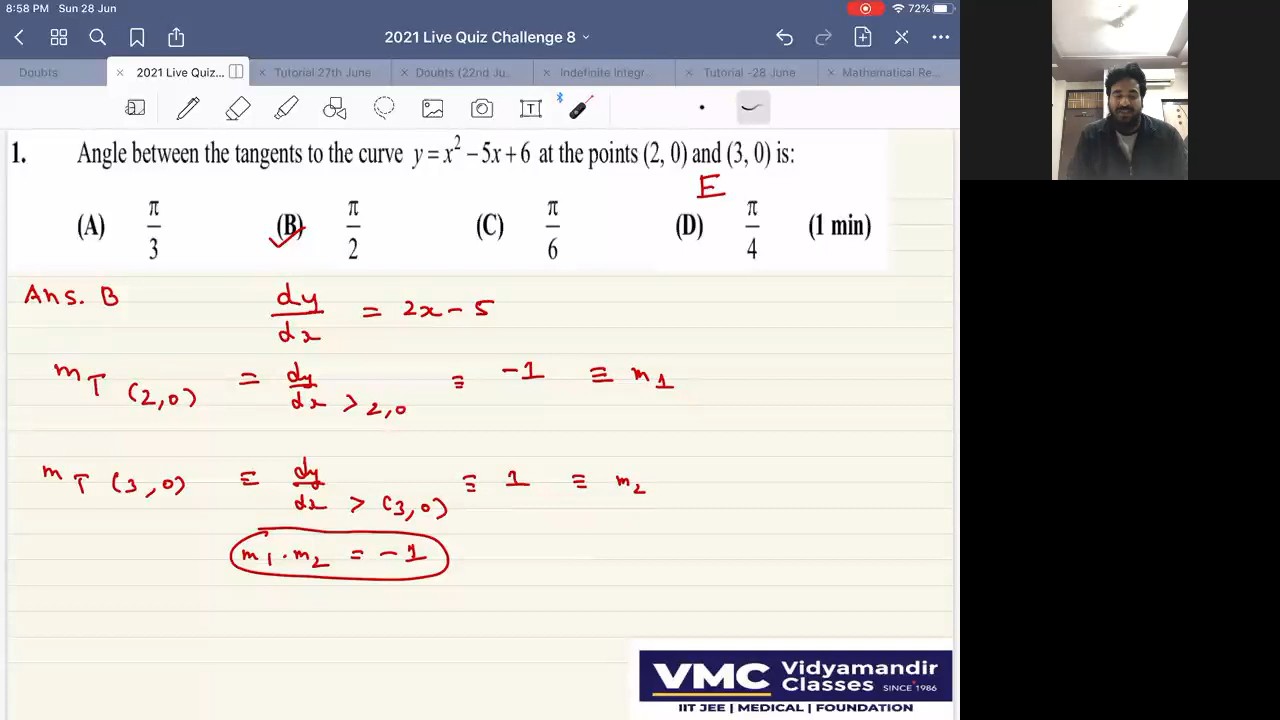 8:58 PM Sun 28 Jun
72%
2021 Live Quiz Challenge 8
Doubts
2021 Live Quiz...
Tutorial 27th June
Doubts (22nd Ju...
Indefinite Integr...
Tutorial -28 June
Mathematical Re...
1. Angle between the tangents to the curve y = x² − 5x + 6 at the points (2, 0) and (3, 0) is:
E
(A) π/3 (B) π/2 (C) π/6 (D) π/4 (1 min)
Ans. B dy/dx = 2x − 5
m T (2,0) = dy/dx > 2,0 ≡ −1 ≡ m1
m T (3,0) ≡ dy/dx > (3,0) ≡ 1 ≡ m2
m1 . m2 = −1
VMC Vidyamandir Classes SINCE 1986
IIT JEE | MEDICAL | FOUNDATION